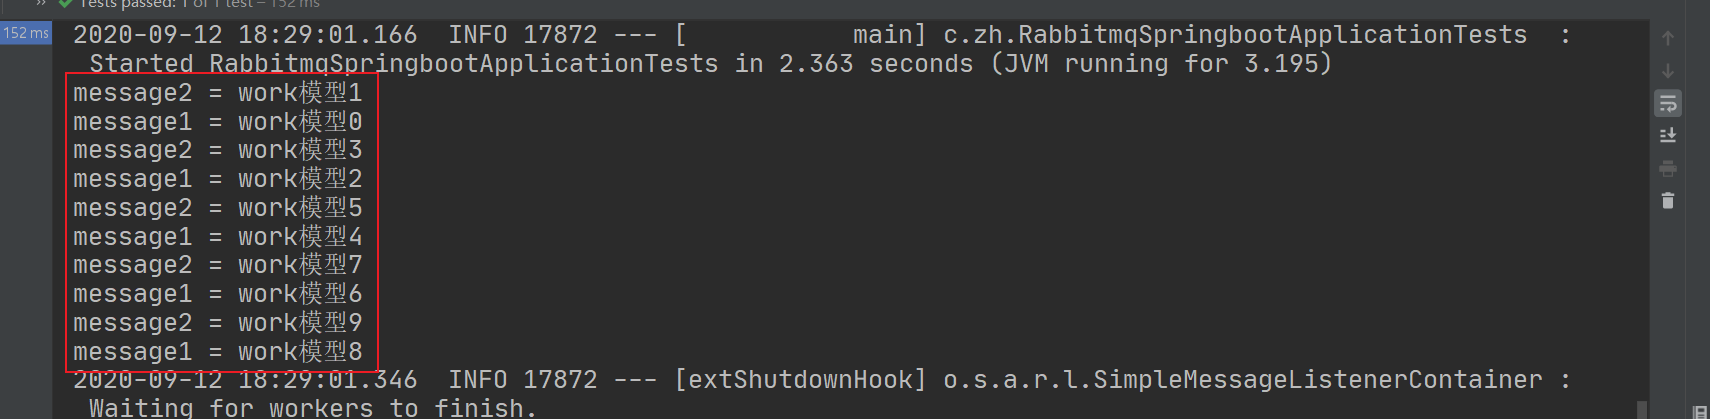 Tests passed: 1 of 1 test – 152 ms
152 ms
2020-09-12 18:29:01.166  INFO 17872 --- [           main] c.zh.RabbitmqSpringbootApplicationTests  :
Started RabbitmqSpringbootApplicationTests in 2.363 seconds (JVM running for 3.195)
message2 = work模型1
message1 = work模型0
message2 = work模型3
message1 = work模型2
message2 = work模型5
message1 = work模型4
message2 = work模型7
message1 = work模型6
message2 = work模型9
message1 = work模型8
2020-09-12 18:29:01.346  INFO 17872 --- [extShutdownHook] o.s.a.r.l.SimpleMessageListenerContainer :
Waiting for workers to finish.